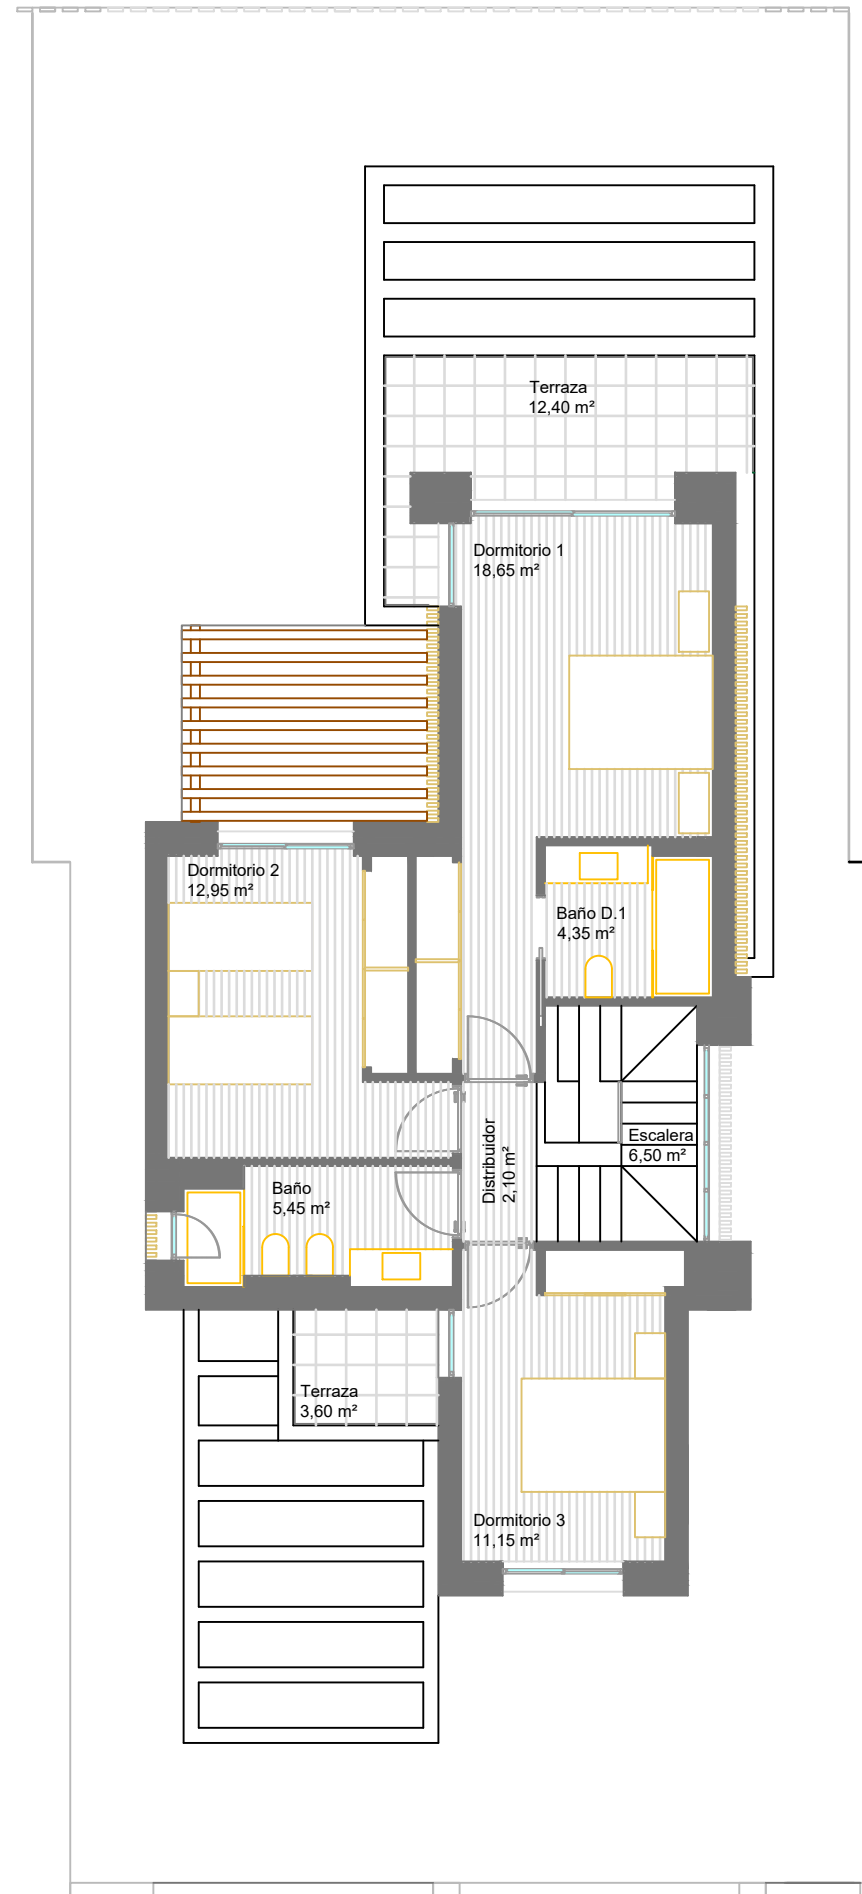 Terraza
12,40 m²
Dormitorio 1
18,65 m²
Dormitorio 2
12,95 m²
Baño D.1
4,35 m²
Distribuidor
2,10 m²
Escalera
6,50 m²
Baño
5,45 m²
Terraza
3,60 m²
Dormitorio 3
11,15 m²